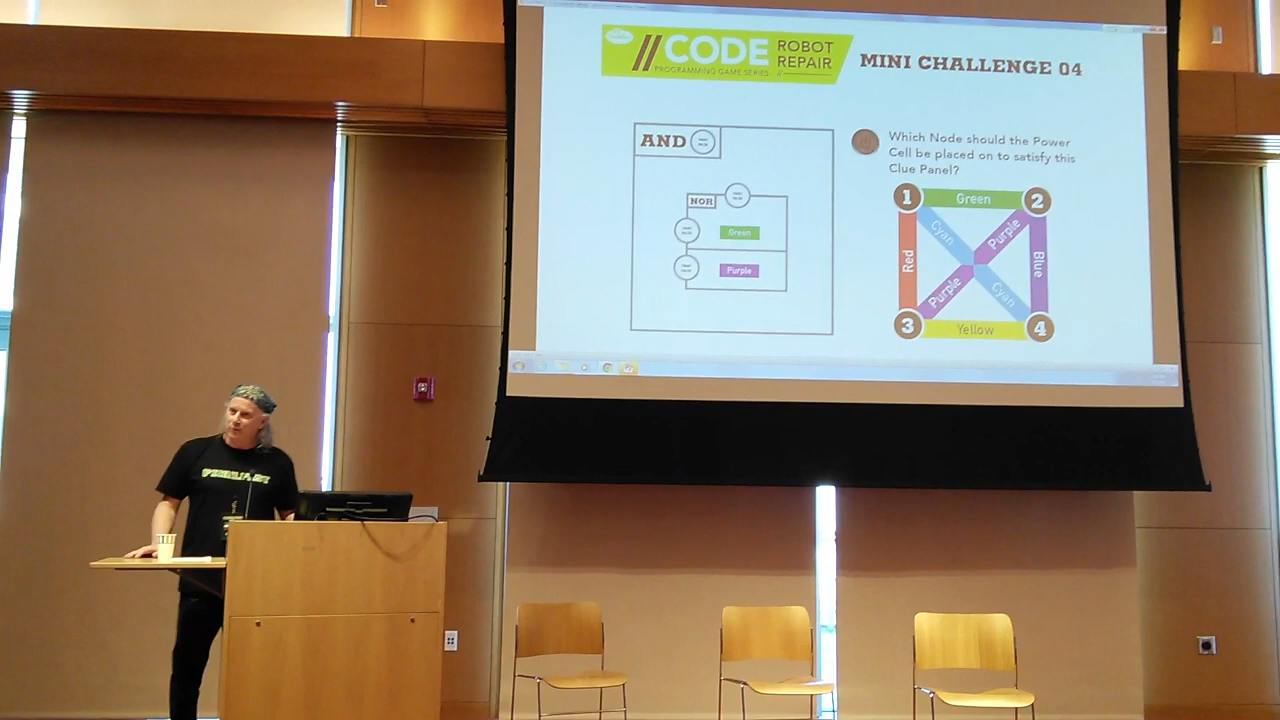 //CODE
ROBOT
REPAIR
PROGRAMMING GAME SERIES //
MINI CHALLENGE 04
AND
NOR
Green
Purple
Which Node should the Power
Cell be placed on to satisfy this
Clue Panel?
1
Green
2
Cyan
Purple
Red
Blue
Purple
Cyan
3
Yellow
4